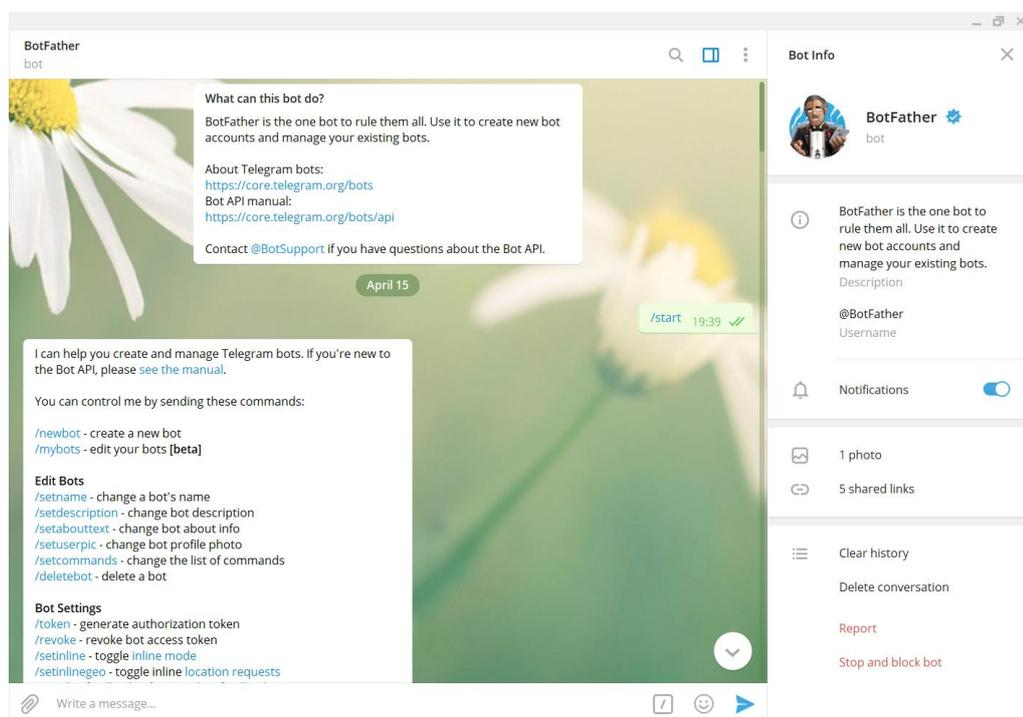 BotFather
bot
What can this bot do?
BotFather is the one bot to rule them all. Use it to create new bot
accounts and manage your existing bots.
About Telegram bots:
https://core.telegram.org/bots
Bot API manual:
https://core.telegram.org/bots/api
Contact @BotSupport if you have questions about the Bot API.
April 15
/start 19:39
I can help you create and manage Telegram bots. If you're new to
the Bot API, please see the manual.
You can control me by sending these commands:
/newbot - create a new bot
/mybots - edit your bots [beta]
Edit Bots
/setname - change a bot's name
/setdescription - change bot description
/setabouttext - change bot about info
/setuserpic - change bot profile photo
/setcommands - change the list of commands
/deletebot - delete a bot
Bot Settings
/token - generate authorization token
/revoke - revoke bot access token
/setinline - toggle inline mode
/setinlinegeo - toggle inline location requests
Write a message...
Bot Info
BotFather
bot
BotFather is the one bot to
rule them all. Use it to create
new bot accounts and
manage your existing bots.
Description
@BotFather
Username
Notifications
1 photo
5 shared links
Clear history
Delete conversation
Report
Stop and block bot